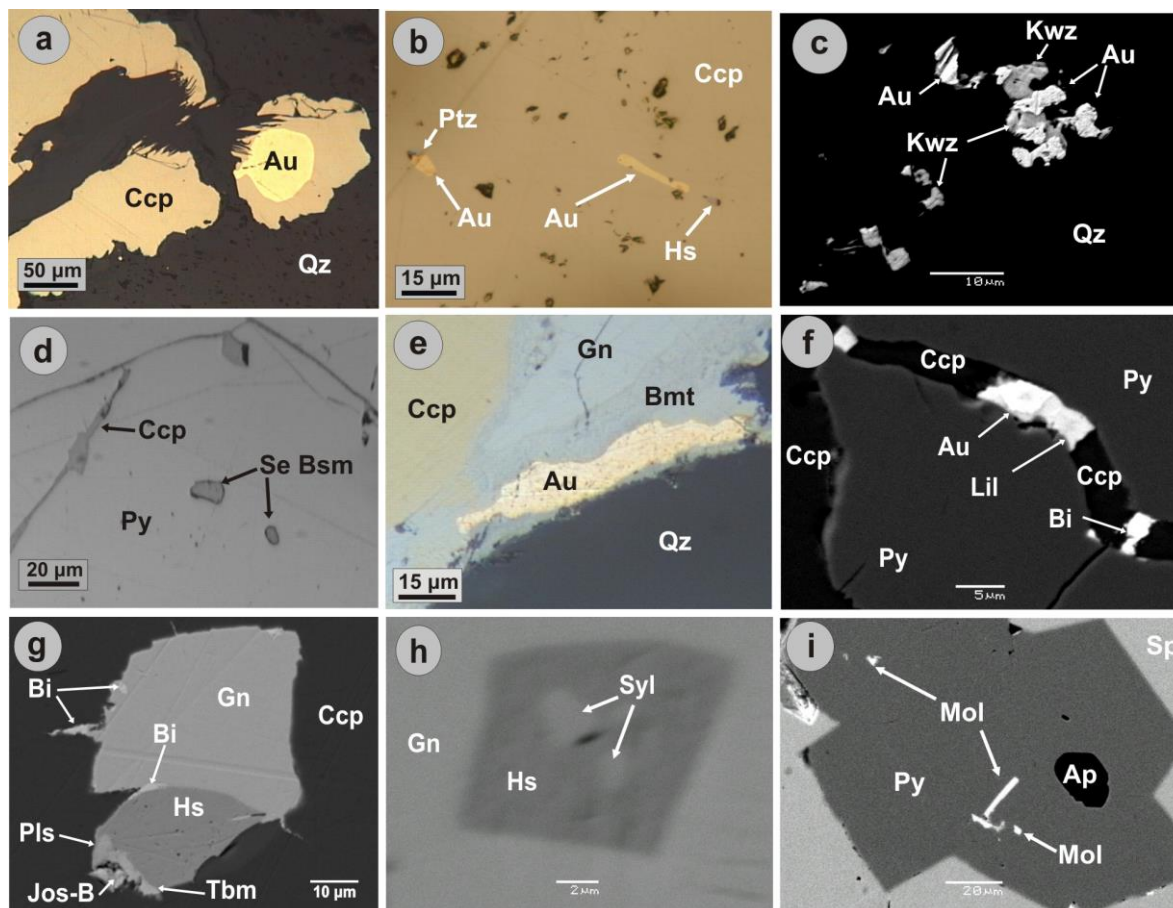 a
Au
Ccp
Qz
50 µm
b
Ccp
Ptz
Au
Au
Hs
15 µm
c
Kwz
Au
Au
Kwz
Qz
10µm
d
Ccp
Se Bsm
Py
20 µm
e
Gn
Ccp
Bmt
Au
Qz
15 µm
f
Ccp
Py
Au
Ccp
Lil
Ccp
Bi
Py
5µm
g
Bi
Gn
Ccp
Bi
Hs
Pls
Jos-B
Tbm
10 µm
h
Syl
Gn
Hs
2µm
i
Sp
Mol
Py
Ap
Mol
20µm